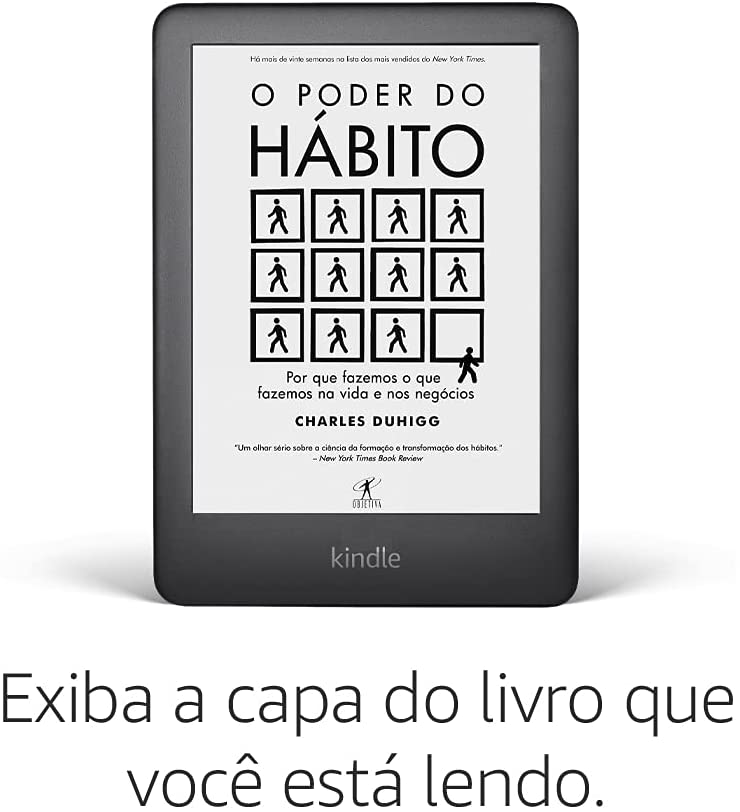 Há mais de vinte semanas na lista dos mais vendidos do New York Times.
O PODER DO
HÁBITO
Por que fazemos o que
fazemos na vida e nos negócios
CHARLES DUHIGG
“Um olhar sério sobre a ciência da formação e transformação dos hábitos.”
– New York Times Book Review
OBJETIVA
kindle
Exiba a capa do livro que
você está lendo.